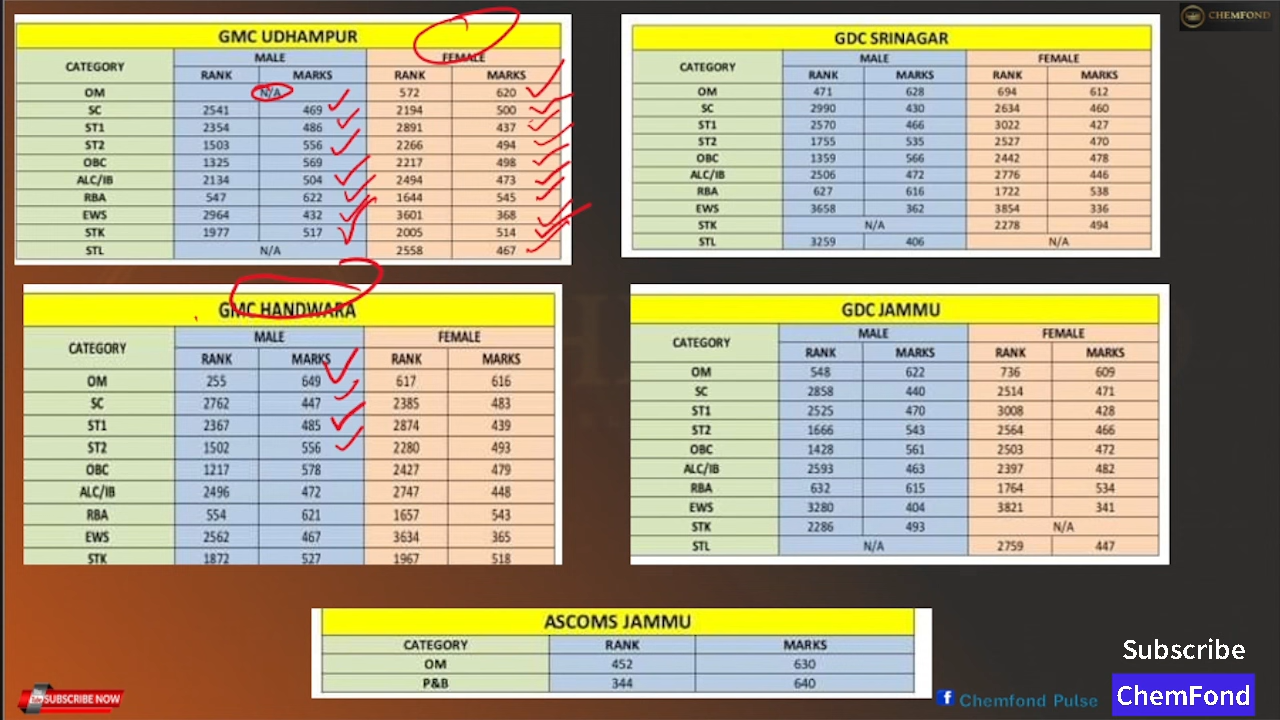 CHEMFOND
GMC UDHAMPUR
CATEGORY MALE FEMALE
RANK MARKS RANK MARKS
OM N/A 572 620
SC 2541 469 2194 500
ST1 2354 486 2891 437
ST2 1503 556 2266 494
OBC 1325 569 2217 498
ALC/IB 2134 504 2494 473
RBA 547 622 1644 545
EWS 2964 432 3601 368
STK 1977 517 2005 514
STL N/A 2558 467
GDC SRINAGAR
CATEGORY MALE FEMALE
RANK MARKS RANK MARKS
OM 471 628 694 612
SC 2990 430 2634 460
ST1 2570 466 3022 427
ST2 1755 535 2527 470
OBC 1359 566 2442 478
ALC/IB 2506 472 2776 446
RBA 627 616 1722 538
EWS 3658 362 3854 336
STK N/A 2278 494
STL 3259 406 N/A
GMC HANDWARA
CATEGORY MALE FEMALE
RANK MARKS RANK MARKS
OM 255 649 617 616
SC 2762 447 2385 483
ST1 2367 485 2874 439
ST2 1502 556 2280 493
OBC 1217 578 2427 479
ALC/IB 2496 472 2747 448
RBA 554 621 1657 543
EWS 2562 467 3634 365
STK 1872 527 1967 518
GDC JAMMU
CATEGORY MALE FEMALE
RANK MARKS RANK MARKS
OM 548 622 736 609
SC 2858 440 2514 471
ST1 2525 470 3008 428
ST2 1666 543 2564 466
OBC 1428 561 2503 472
ALC/IB 2593 463 2397 482
RBA 632 615 1764 534
EWS 3280 404 3821 341
STK 2286 493 N/A
STL N/A 2759 447
ASCOMS JAMMU
CATEGORY RANK MARKS
OM 452 630
P&B 344 640
SUBSCRIBE NOW
f Chemfond Pulse
Subscribe
ChemFond